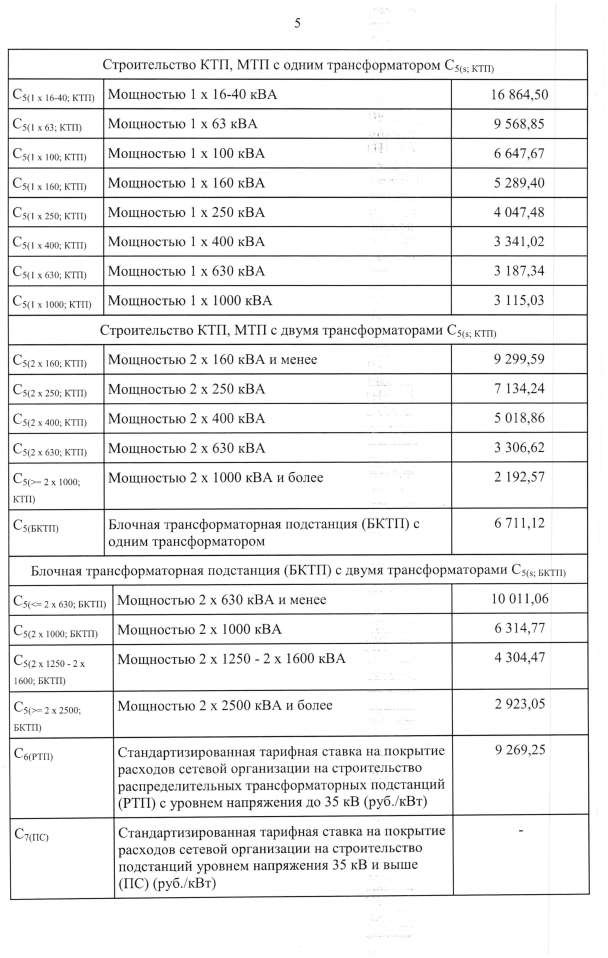 5
Строительство КТП, МТП с одним трансформатором C5(s; КТП)
C5(1 x 16-40; КТП) Мощностью 1 x 16-40 кВА 16 864,50
C5(1 x 63; КТП) Мощностью 1 x 63 кВА 9 568,85
C5(1 x 100; КТП) Мощностью 1 x 100 кВА 6 647,67
C5(1 x 160; КТП) Мощностью 1 x 160 кВА 5 289,40
C5(1 x 250; КТП) Мощностью 1 x 250 кВА 4 047,48
C5(1 x 400; КТП) Мощностью 1 x 400 кВА 3 341,02
C5(1 x 630; КТП) Мощностью 1 x 630 кВА 3 187,34
C5(1 x 1000; КТП) Мощностью 1 x 1000 кВА 3 115,03
Строительство КТП, МТП с двумя трансформаторами C5(s; КТП)
C5(2 x 160; КТП) Мощностью 2 x 160 кВА и менее 9 299,59
C5(2 x 250; КТП) Мощностью 2 x 250 кВА 7 134,24
C5(2 x 400; КТП) Мощностью 2 x 400 кВА 5 018,86
C5(2 x 630; КТП) Мощностью 2 x 630 кВА 3 306,62
C5(>= 2 x 1000; Мощностью 2 x 1000 кВА и более 2 192,57
КТП)
C5(БКТП) Блочная трансформаторная подстанция (БКТП) с 6 711,12
одним трансформатором
Блочная трансформаторная подстанция (БКТП) с двумя трансформаторами C5(s; БКТП)
C5(<= 2 x 630; БКТП) Мощностью 2 x 630 кВА и менее 10 011,06
C5(2 x 1000; БКТП) Мощностью 2 x 1000 кВА 6 314,77
C5(2 x 1250 - 2 x Мощностью 2 x 1250 - 2 x 1600 кВА 4 304,47
1600; БКТП)
C5(>= 2 x 2500; Мощностью 2 x 2500 кВА и более 2 923,05
БКТП)
C6(РТП) Стандартизированная тарифная ставка на покрытие 9 269,25
расходов сетевой организации на строительство
распределительных трансформаторных подстанций
(РТП) с уровнем напряжения до 35 кВ (руб./кВт)
C7(ПС) Стандартизированная тарифная ставка на покрытие -
расходов сетевой организации на строительство
подстанций уровнем напряжения 35 кВ и выше
(ПС) (руб./кВт)